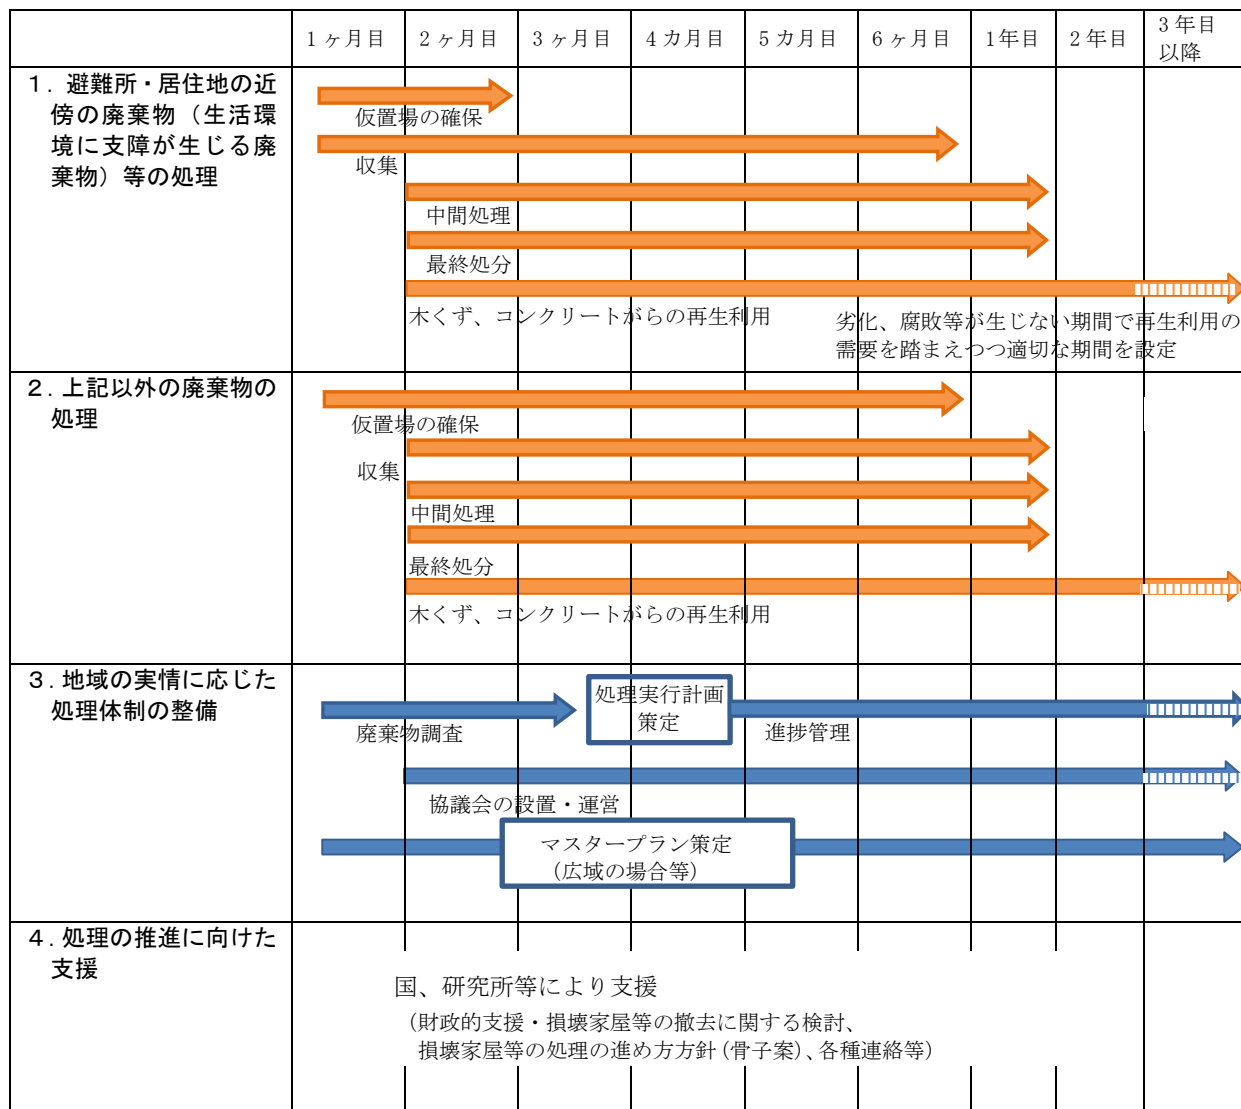 1ヶ月目 2ヶ月目 3ヶ月目 4カ月目 5カ月目 6ヶ月目 1年目 2年目 3年目
以降
１．避難所・居住地の近
傍の廃棄物（生活環
境に支障が生じる廃
棄物）等の処理
仮置場の確保
収集
中間処理
最終処分
木くず、コンクリートがらの再生利用
劣化、腐敗等が生じない期間で再生利用の
需要を踏まえつつ適切な期間を設定
２．上記以外の廃棄物の
処理
仮置場の確保
収集
中間処理
最終処分
木くず、コンクリートがらの再生利用
３．地域の実情に応じた
処理体制の整備
処理実行計画
策定
廃棄物調査
進捗管理
協議会の設置・運営
マスタープラン策定
（広域の場合等）
４．処理の推進に向けた
支援
国、研究所等により支援
（財政的支援・損壊家屋等の撤去に関する検討、
損壊家屋等の処理の進め方方針（骨子案）、各種連絡等）